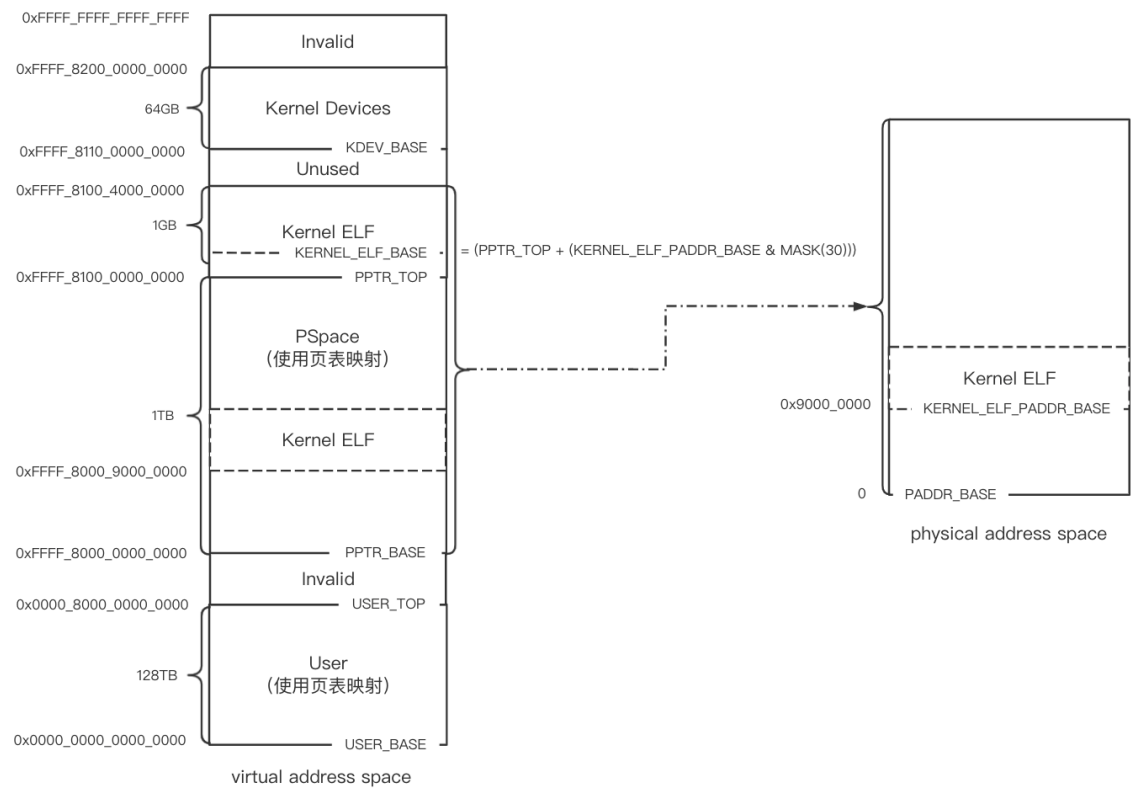 0xFFFF_FFFF_FFFF_FFFF
Invalid
0xFFFF_8200_0000_0000
64GB
Kernel Devices
KDEV_BASE
0xFFFF_8110_0000_0000
Unused
0xFFFF_8100_4000_0000
1GB
Kernel ELF
KERNEL_ELF_BASE
= (PPTR_TOP + (KERNEL_ELF_PADDR_BASE & MASK(30)))
0xFFFF_8100_0000_0000
PPTR_TOP
PSpace
（使用页表映射）
1TB
Kernel ELF
0xFFFF_8000_9000_0000
0xFFFF_8000_0000_0000
PPTR_BASE
Invalid
0x0000_8000_0000_0000
USER_TOP
User
（使用页表映射）
128TB
0x0000_0000_0000_0000
USER_BASE
virtual address space
Kernel ELF
0x9000_0000
KERNEL_ELF_PADDR_BASE
0
PADDR_BASE
physical address space